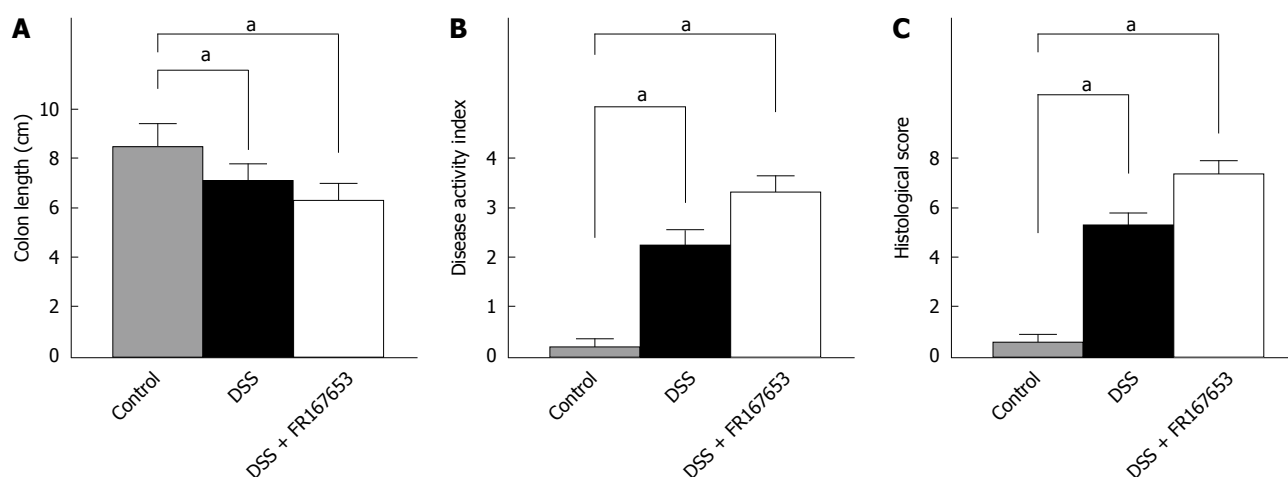 A
a
a
Colon length (cm)
10
8
6
4
2
0
Control
DSS
DSS + FR167653
B
a
a
Disease activity index
4
3
2
1
0
Control
DSS
DSS + FR167653
C
a
a
Histological score
8
6
4
2
0
Control
DSS
DSS + FR167653